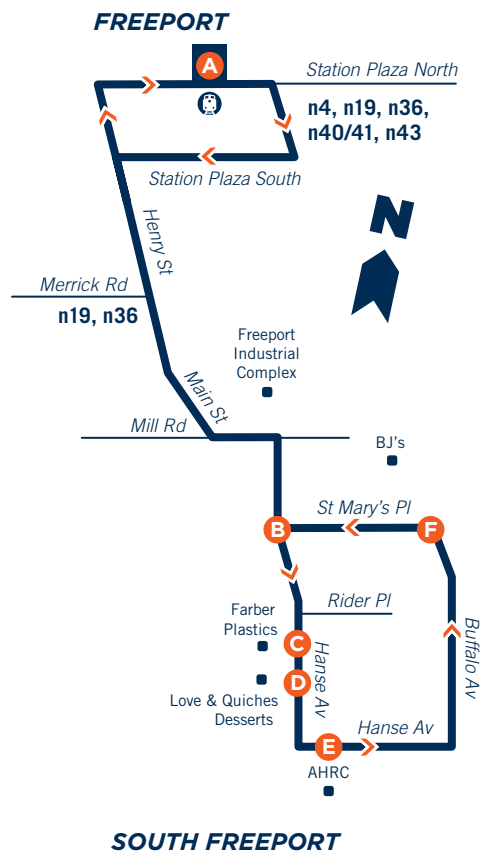 FREEPORT
A
Station Plaza North
n4, n19, n36,
n40/41, n43
Station Plaza South
N
Henry St
Merrick Rd
n19, n36
Freeport
Industrial
Complex
Main St
Mill Rd
BJ's
St Mary's Pl
B
F
Rider Pl
Farber
Plastics
C
Hanse Av
D
Love & Quiches
Desserts
Buffalo Av
Hanse Av
E
AHRC
SOUTH FREEPORT